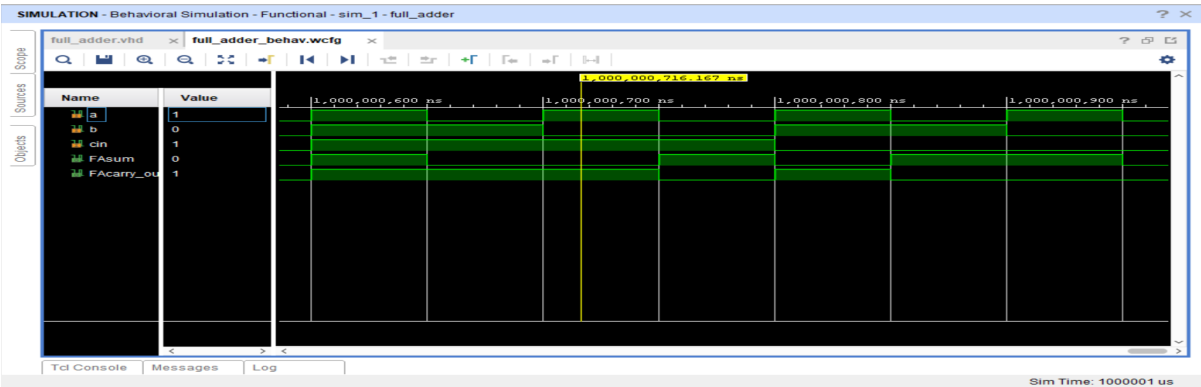 SIMULATION - Behavioral Simulation - Functional - sim_1 - full_adder
full_adder.vhd
full_adder_behav.wcfg
Scope
Sources
Objects
1,000,000,716.167 ns
Name Value
1,000,000,600 ns 1,000,000,700 ns 1,000,000,800 ns 1,000,000,900 ns
a 1
b 0
cin 1
FAsum 0
FAcarry_ou 1
Tcl Console Messages Log
Sim Time: 1000001 us